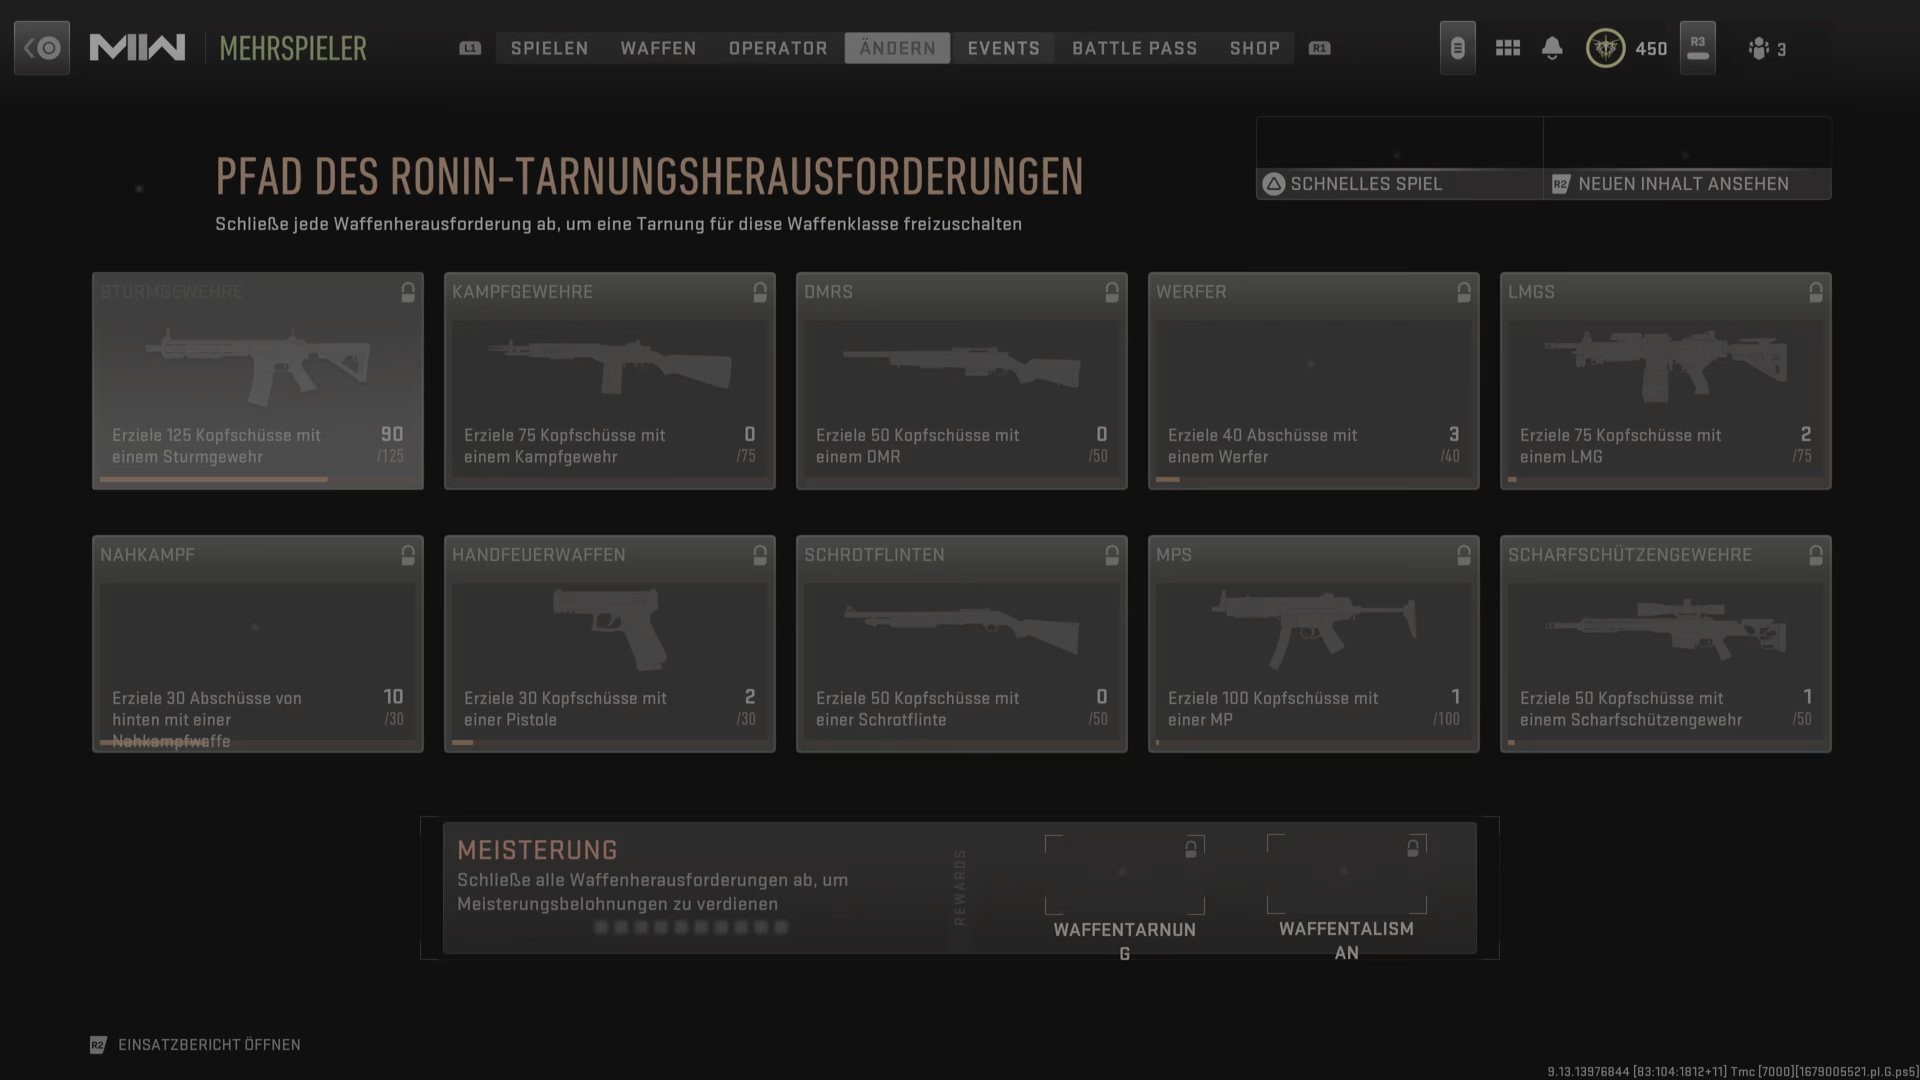 MW MEHRSPIELER
L1 SPIELEN WAFFEN OPERATOR ÄNDERN EVENTS BATTLE PASS SHOP R1
450 R3 3
PFAD DES RONIN-TARNUNGSHERAUSFORDERUNGEN
Schließe jede Waffenherausforderung ab, um eine Tarnung für diese Waffenklasse freizuschalten
SCHNELLES SPIEL
R2 NEUEN INHALT ANSEHEN
STURMGEWEHRE
Erziele 125 Kopfschüsse mit
einem Sturmgewehr
90
/125
KAMPFGEWEHRE
Erziele 75 Kopfschüsse mit
einem Kampfgewehr
0
/75
DMRS
Erziele 50 Kopfschüsse mit
einem DMR
0
/50
WERFER
Erziele 40 Abschüsse mit
einem Werfer
3
/40
LMGS
Erziele 75 Kopfschüsse mit
einem LMG
2
/75
NAHKAMPF
Erziele 30 Abschüsse von
hinten mit einer
Nahkampfwaffe
10
/30
HANDFEUERWAFFEN
Erziele 30 Kopfschüsse mit
einer Pistole
2
/30
SCHROTFLINTEN
Erziele 50 Kopfschüsse mit
einer Schrotflinte
0
/50
MPS
Erziele 100 Kopfschüsse mit
einer MP
1
/100
SCHARFSCHÜTZENGEWEHRE
Erziele 50 Kopfschüsse mit
einem Scharfschützengewehr
1
/50
MEISTERUNG
Schließe alle Waffenherausforderungen ab, um
Meisterungsbelohnungen zu verdienen
REWARDS
WAFFENTARNUN
G
WAFFENTALISM
AN
R2 EINSATZBERICHT ÖFFNEN
9.13.13976844 [83:104:1812+11] Tmc [7000][1679005521.pl.G.ps5]